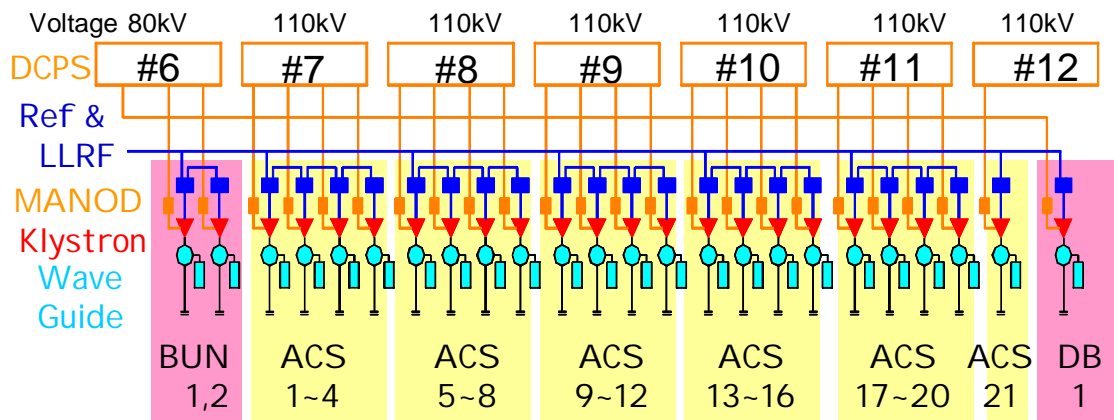 Voltage 80kV 110kV 110kV 110kV 110kV 110kV 110kV
DCPS #6 #7 #8 #9 #10 #11 #12
Ref &
LLRF
MANOD
Klystron
Wave
Guide
BUN ACS ACS ACS ACS ACS ACS DB
1,2 1~4 5~8 9~12 13~16 17~20 21 1